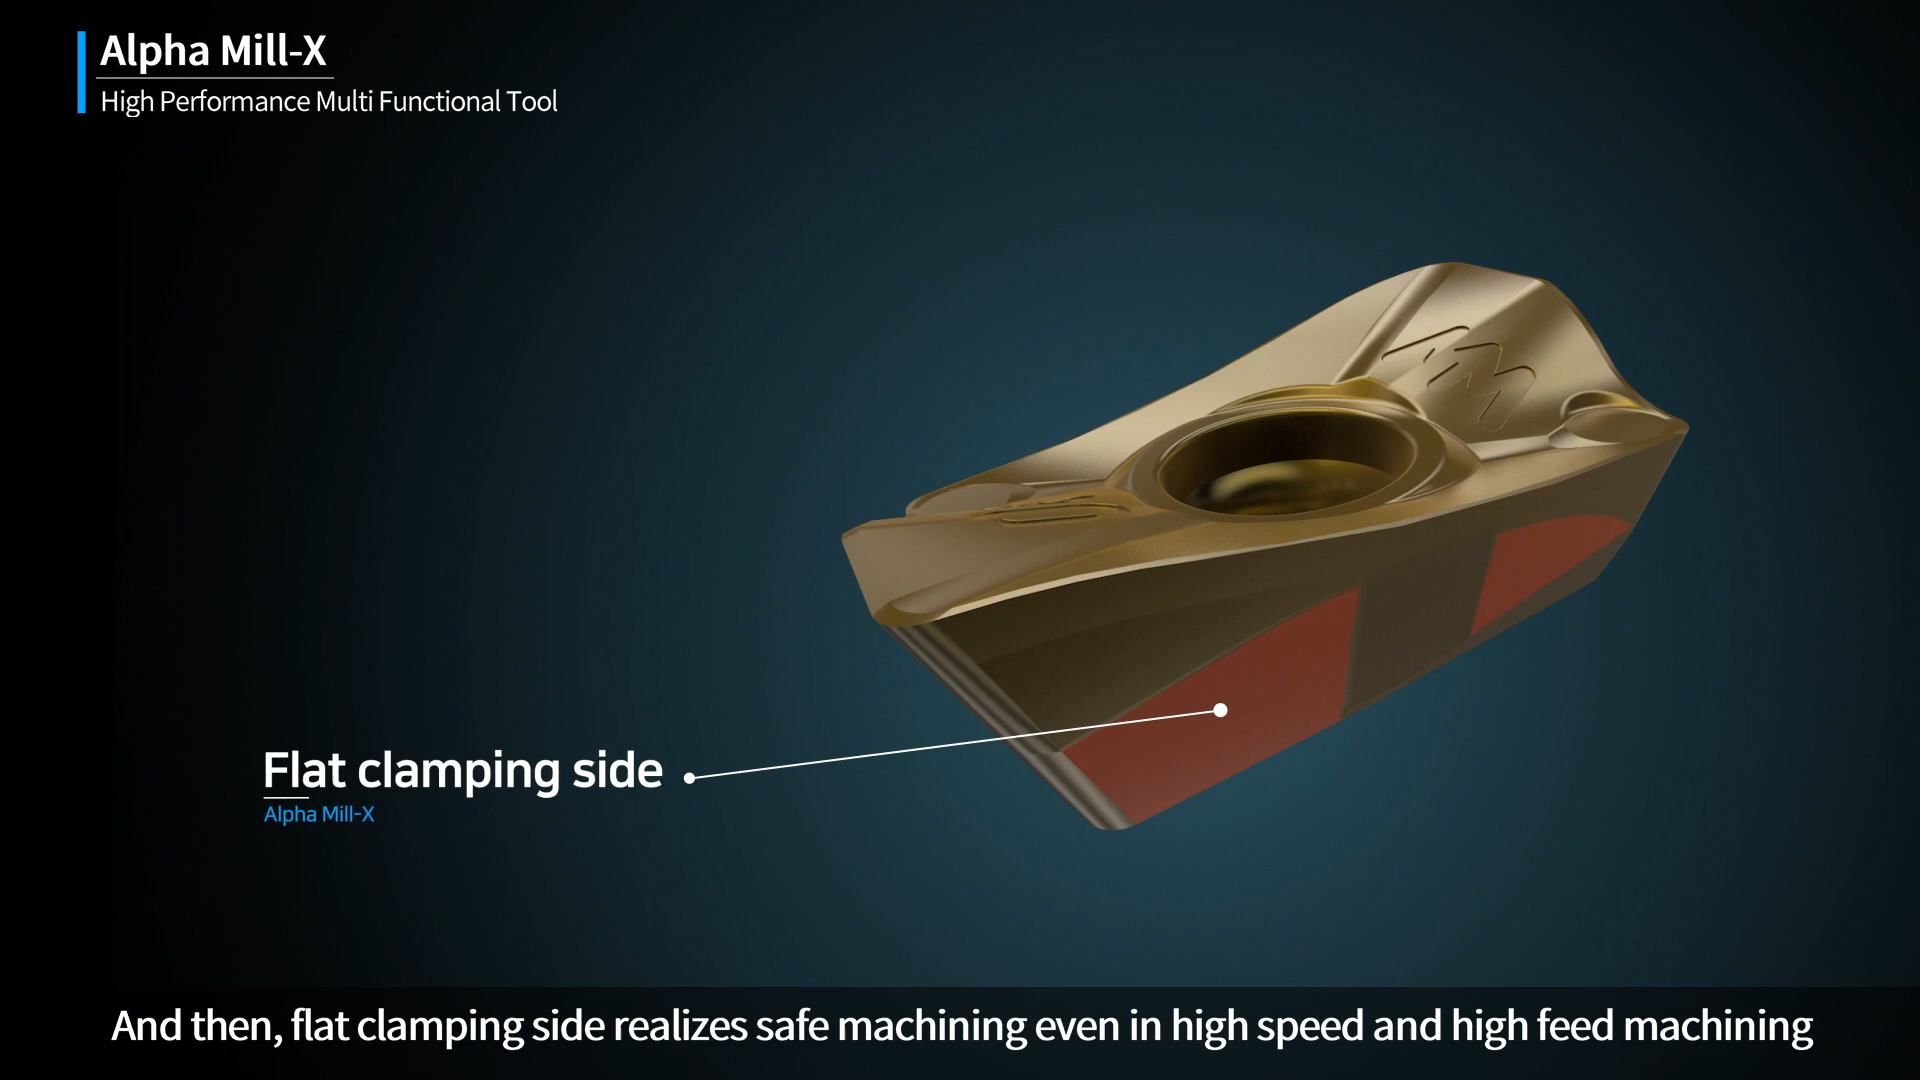 Alpha Mill-X
High Performance Multi Functional Tool
Flat clamping side
Alpha Mill-X
And then, flat clamping side realizes safe machining even in high speed and high feed machining